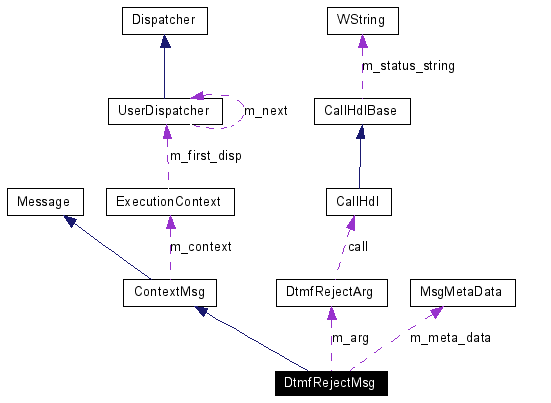 Dispatcher
WString
m_status_string
UserDispatcher
m_next
CallHdlBase
m_first_disp
Message
ExecutionContext
CallHdl
m_context
call
ContextMsg
DtmfRejectArg
MsgMetaData
m_arg
m_meta_data
DtmfRejectMsg